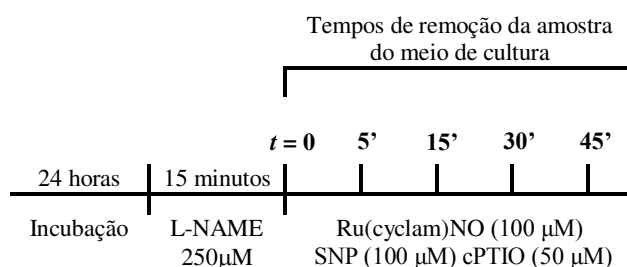 Tempos de remoção da amostra
do meio de cultura
t = 0 5’ 15’ 30’ 45’
24 horas 15 minutos
Incubação L-NAME Ru(cyclam)NO (100 μM)
250μM SNP (100 μM) cPTIO (50 μM)